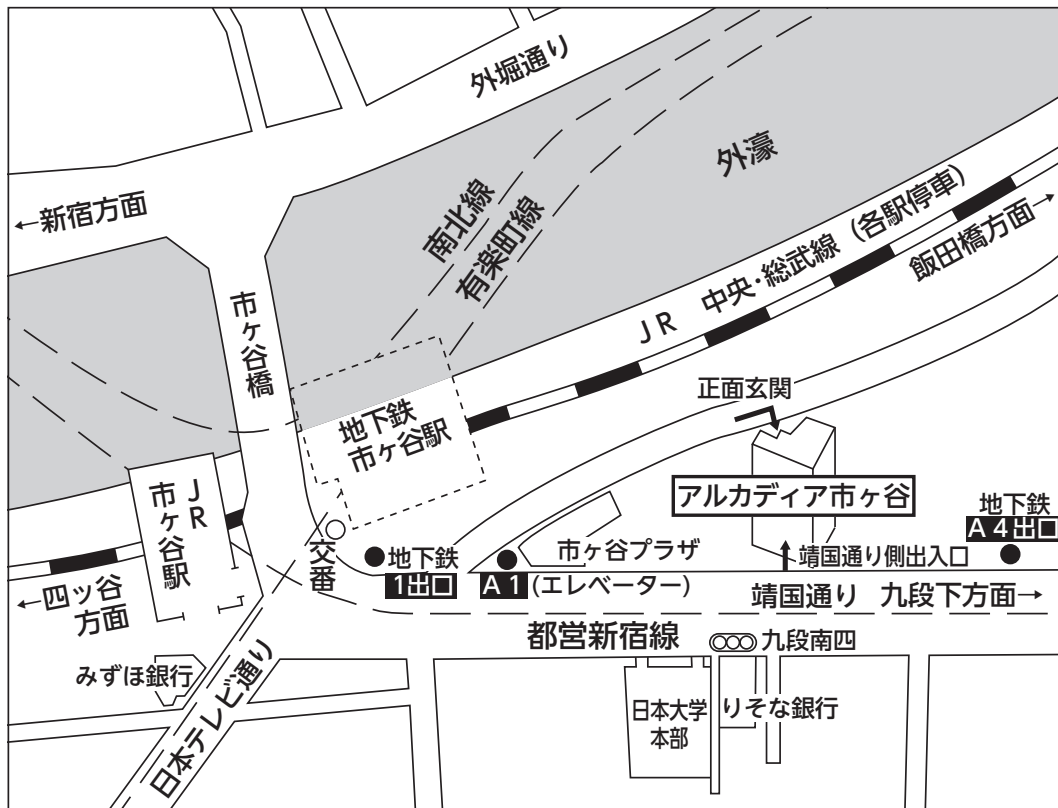 外堀通り
外濠
←新宿方面
南北線
有楽町線
JR 中央・総武線（各駅停車）
飯田橋方面→
市ヶ谷橋
正面玄関
地下鉄
市ヶ谷駅
アルカディア市ヶ谷
地下鉄
A4出口
JR
市ヶ谷駅
交番
地下鉄
1出口
A1(エレベーター)
市ヶ谷プラザ
靖国通り側出入口
←四ッ谷
方面
靖国通り 九段下方面→
都営新宿線
九段南四
みずほ銀行
日本テレビ通り
日本大学
本部
りそな銀行